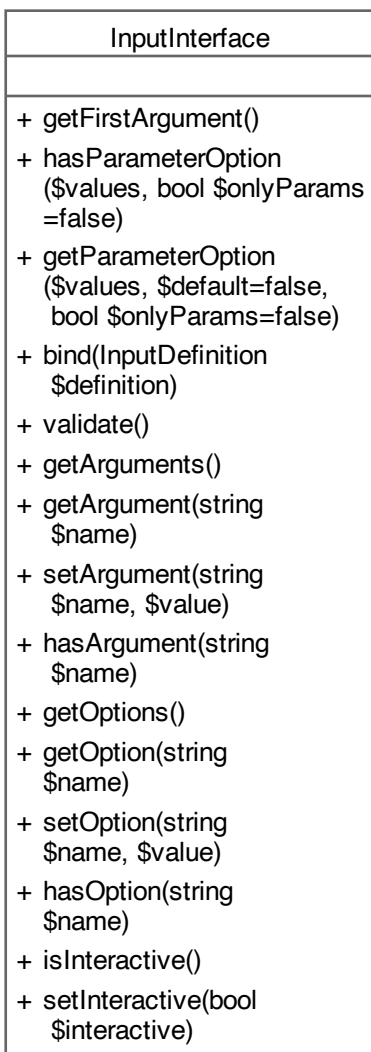 InputInterface
+ getFirstArgument()
+ hasParameterOption
($values, bool $onlyParams
=false)
+ getParameterOption
($values, $default=false,
bool $onlyParams=false)
+ bind(InputDefinition
$definition)
+ validate()
+ getArguments()
+ getArgument(string
$name)
+ setArgument(string
$name, $value)
+ hasArgument(string
$name)
+ getOptions()
+ getOption(string
$name)
+ setOption(string
$name, $value)
+ hasOption(string
$name)
+ isInteractive()
+ setInteractive(bool
$interactive)